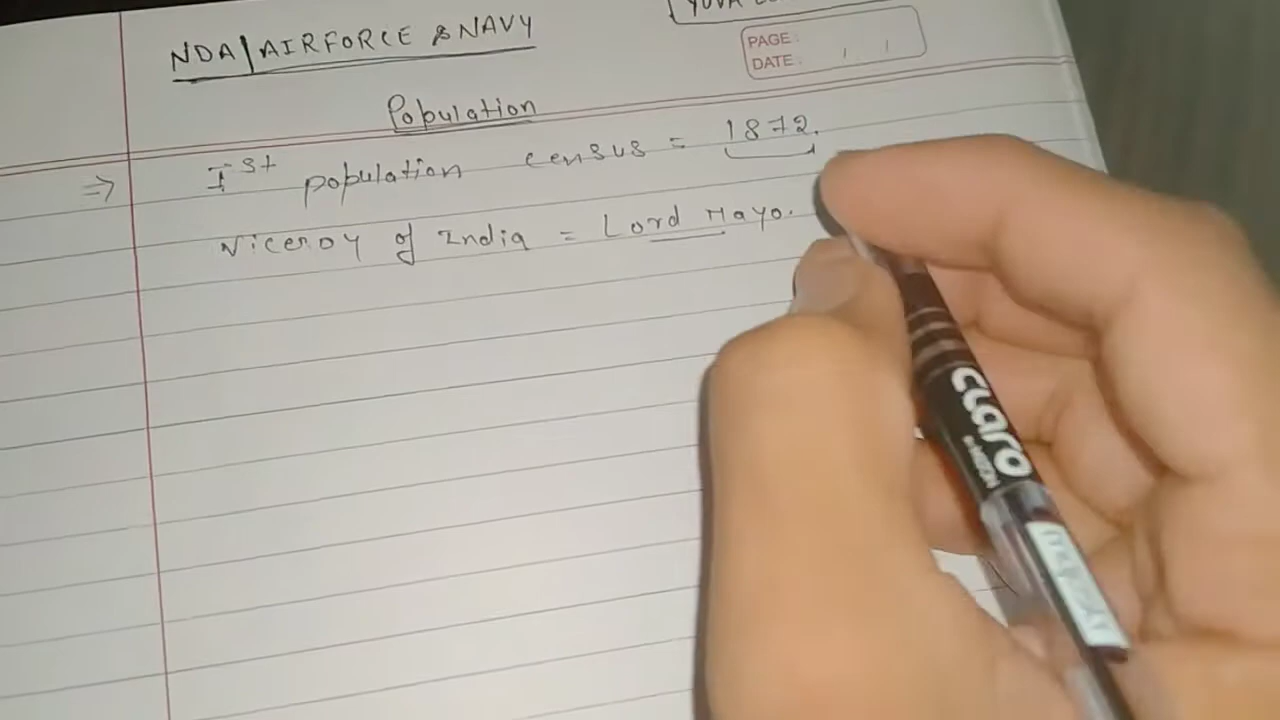 NDA/AIRFORCE & NAVY
PAGE :
DATE :
Population
⇒ Ist population census = 1872.
Viceroy of India = Lord Mayo.
CLARO